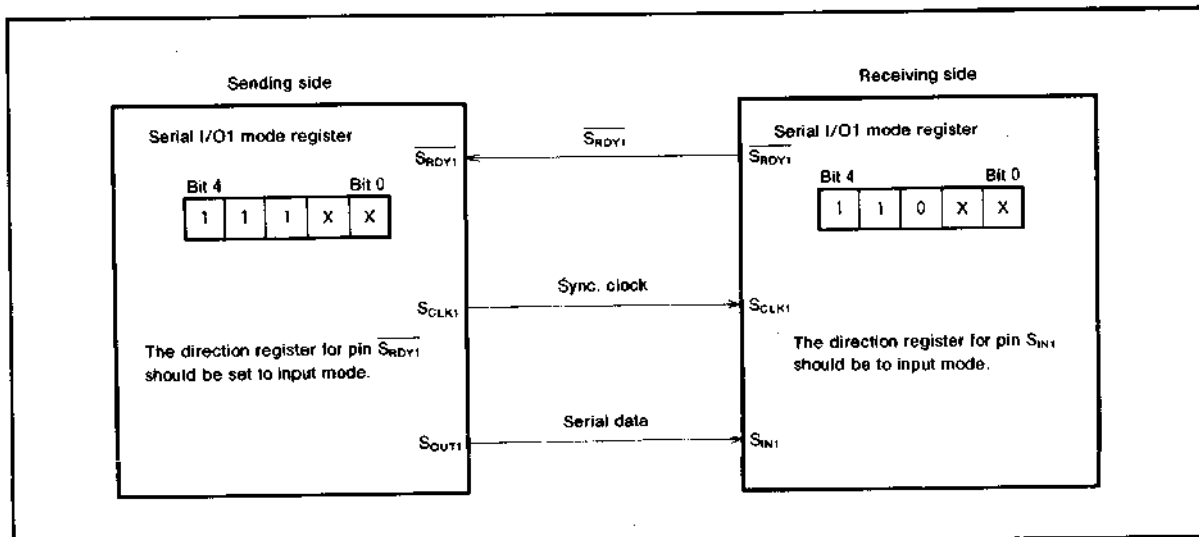 Sending side
Serial I/O1 mode register
Bit 4 Bit 0
1 1 1 X X
S̅R̅D̅Y̅1̅
SCLK1
The direction register for pin S̅R̅D̅Y̅1̅
should be set to input mode.
SOUT1
S̅R̅D̅Y̅1̅
Sync. clock
Serial data
Receiving side
Serial I/O1 mode register
S̅R̅D̅Y̅1̅
Bit 4 Bit 0
1 1 0 X X
SCLK1
The direction register for pin SIN1
should be to input mode.
SIN1